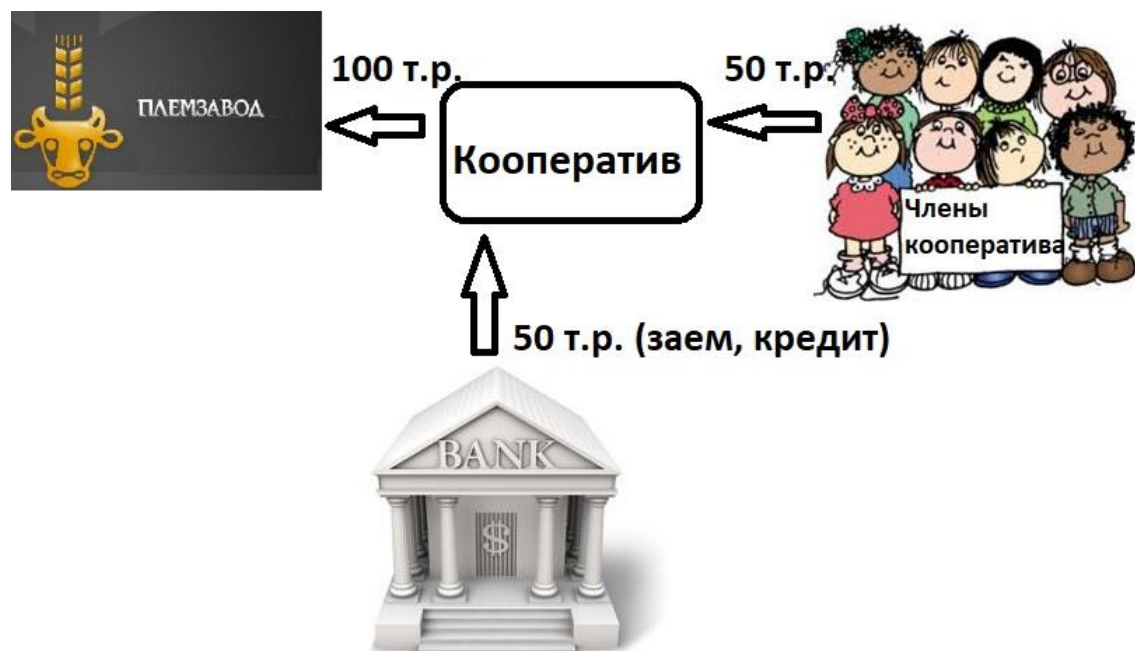 100 т.р.
50 т.р.
ПЛЕМЗАВОД
Кооператив
Члены
кооператива
50 т.р. (заем, кредит)
BANK
$